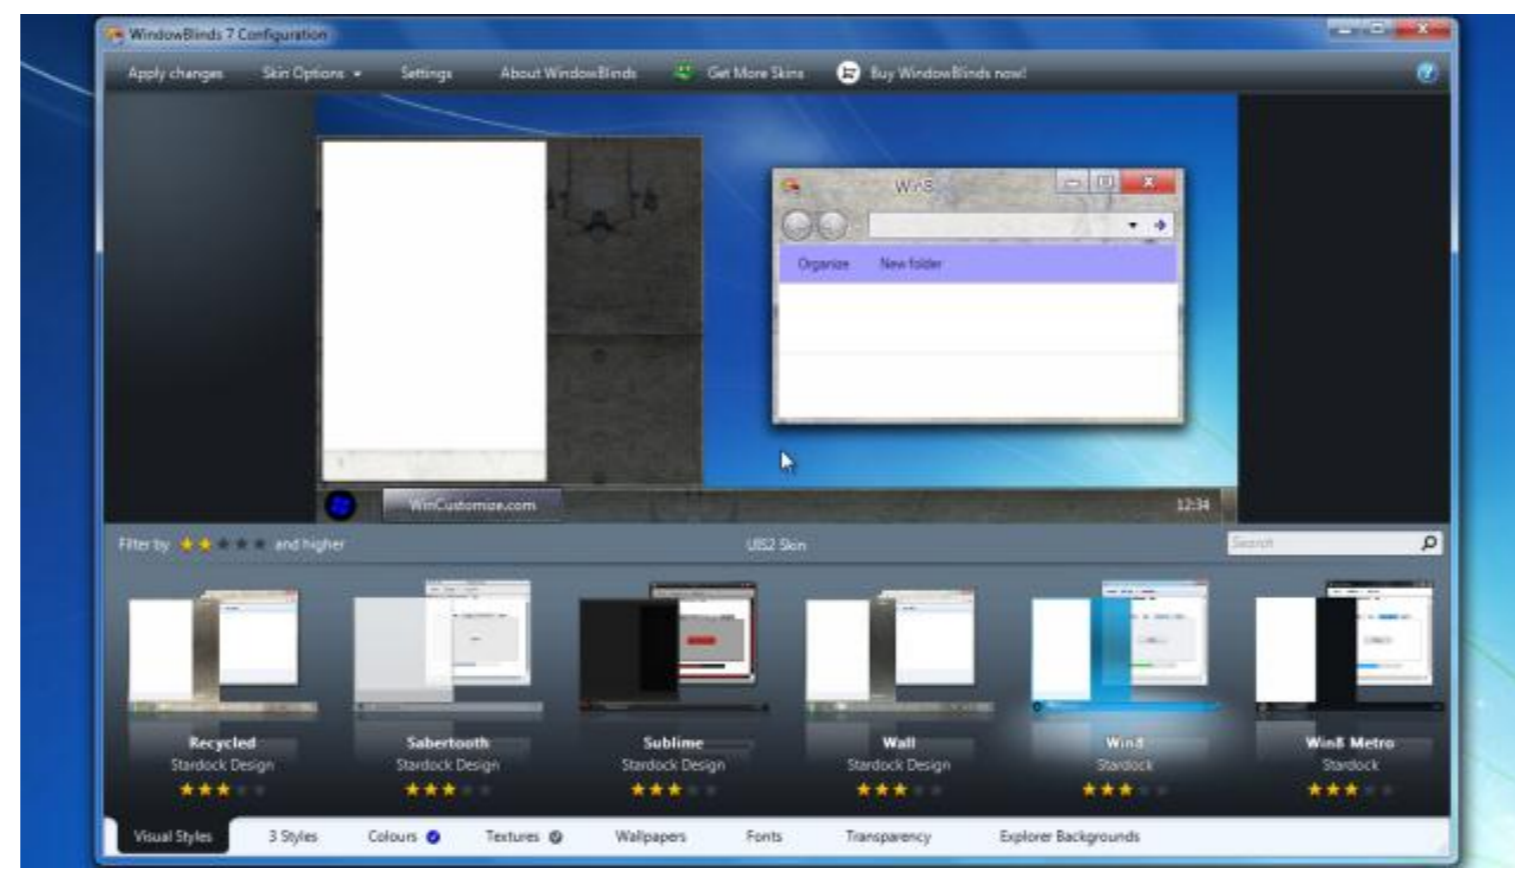 WindowBlinds 7 Configuration
Apply changes Skin Options Settings About WindowBlinds Get More Skins Buy WindowBlinds now!
Win8
Organize New folder
WinCustomize.com 12:34
Filter by and higher UIS2 Skin Search
Recycled Sabertooth Sublime Wall Win8 Win8 Metro
Stardock Design Stardock Design Stardock Design Stardock Design Stardock Stardock
Visual Styles 3 Styles Colours Textures Wallpapers Fonts Transparency Explorer Backgrounds